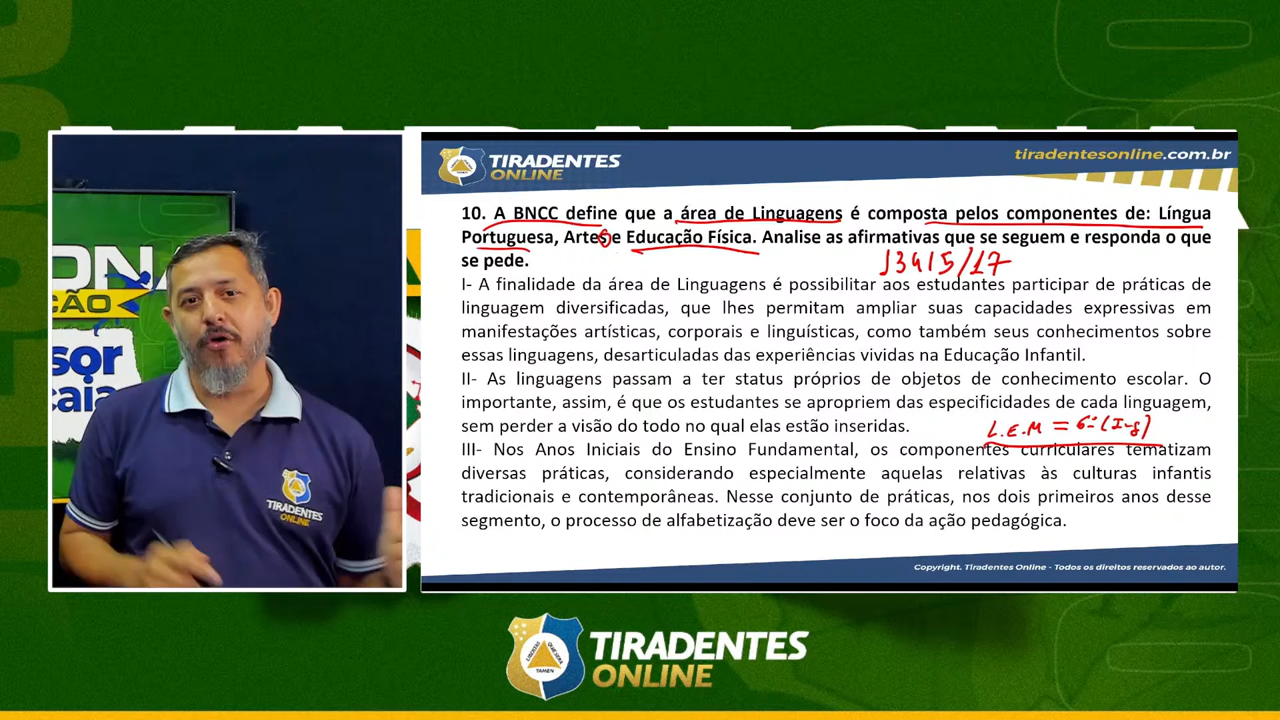 TIRADENTES
ONLINE
tiradentesonline.com.br
10. A BNCC define que a área de Linguagens é composta pelos componentes de: Língua
Portuguesa, Artes e Educação Física. Analise as afirmativas que se seguem e responda o que
se pede.
13415/17
I- A finalidade da área de Linguagens é possibilitar aos estudantes participar de práticas de
linguagem diversificadas, que lhes permitam ampliar suas capacidades expressivas em
manifestações artísticas, corporais e linguísticas, como também seus conhecimentos sobre
essas linguagens, desarticuladas das experiências vividas na Educação Infantil.
II- As linguagens passam a ter status próprios de objetos de conhecimento escolar. O
importante, assim, é que os estudantes se apropriem das especificidades de cada linguagem,
sem perder a visão do todo no qual elas estão inseridas.
L.E.M =
III- Nos Anos Iniciais do Ensino Fundamental, os componentes curriculares tematizam
diversas práticas, considerando especialmente aquelas relativas às culturas infantis
tradicionais e contemporâneas. Nesse conjunto de práticas, nos dois primeiros anos desse
segmento, o processo de alfabetização deve ser o foco da ação pedagógica.
Copyright. Tiradentes Online - Todos os direitos reservados ao autor.
ONA
ÇÃO
sor
caia
TIRADENTES
ONLINE
TIRADENTES
ONLINE